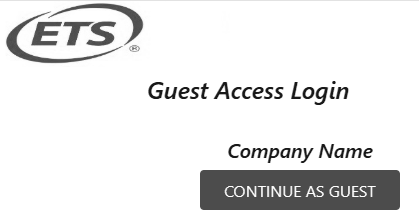 ETS®
Guest Access Login
Company Name
CONTINUE AS GUEST